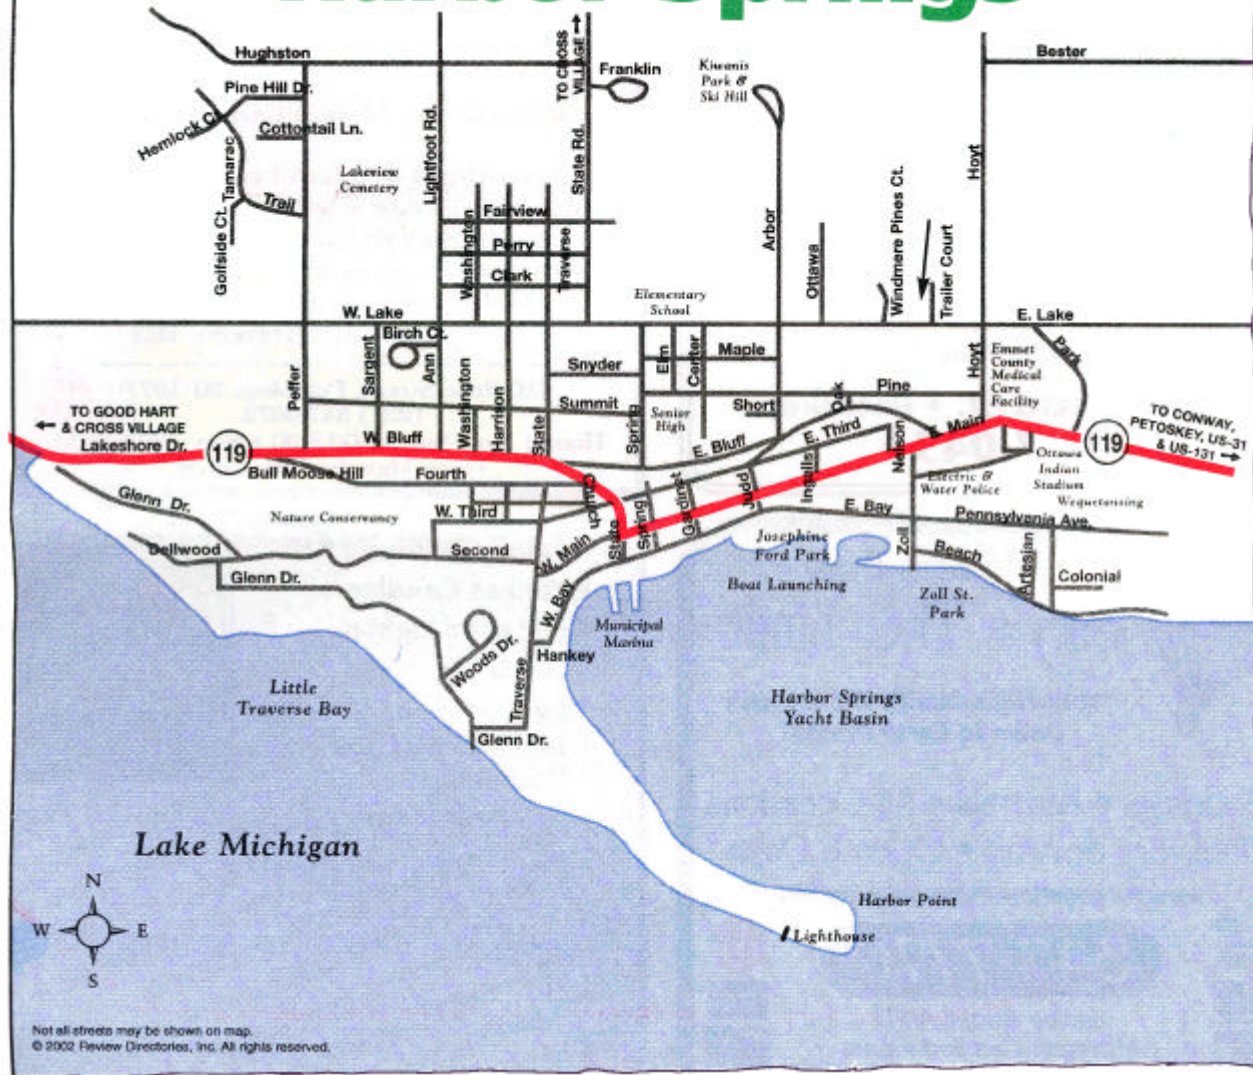 Harbor Springs
TO CROSS
VILLAGE →
Hughston
Franklin
Kiwanis
Park &
Ski Hill
Bester
Pine Hill Dr.
Hemlock Ct.
Cottontail Ln.
Lightfoot Rd.
State Rd.
Hoyt
Tamarac
Lakeview
Cemetery
Trail
Golfside Ct.
Fairview
Washington
Perry
Traverse
Clark
Arbor
Ottawa
Windmere Pines Ct.
Trailer Court
Elementary
School
W. Lake
E. Lake
Birch Ct.
Sargent
Ann
Peffer
Snyder
Elm
Center
Maple
Hoyt
Emmet
County
Medical
Care
Facility
Park
Washington
Harrison
State
Summit
Spring
Senior
High
Short
Oak
Pine
TO GOOD HART
← & CROSS VILLAGE
Lakeshore Dr.
119
W. Bluff
E. Bluff
E. Third
Nelson
E. Main
119
TO CONWAY,
PETOSKEY, US-31
& US-131 →
Bull Moose Hill
Fourth
Church
Gardner
Judd
Ingalls
Electric &
Water Police
Ottawa
Indian
Stadium
Wequetonsing
Glenn Dr.
Nature Conservancy
W. Third
State
Spring
E. Bay
Pennsylvania Ave.
Dellwood
Second
W. Main
Josephine
Ford Park
Zoll
Beach
Artesian
Glenn Dr.
Boat Launching
Colonial
W. Bay
Zoll St.
Park
Municipal
Marina
Woods Dr.
Hankey
Traverse
Little
Traverse Bay
Harbor Springs
Yacht Basin
Glenn Dr.
Lake Michigan
N
W
E
S
Harbor Point
Lighthouse
Not all streets may be shown on map.
© 2002 Review Directories, Inc. All rights reserved.